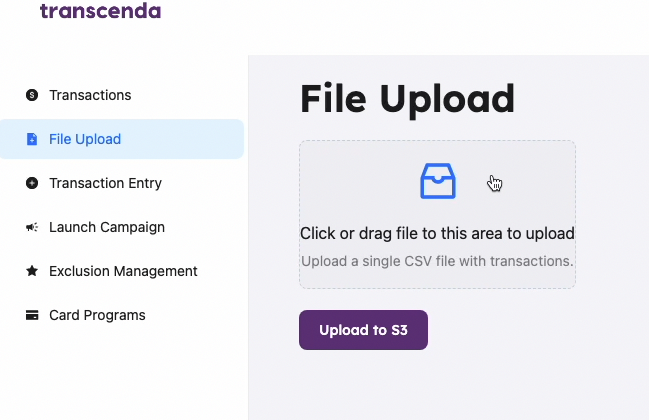 transcenda
Transactions
File Upload
Transaction Entry
Launch Campaign
Exclusion Management
Card Programs
File Upload
Click or drag file to this area to upload
Upload a single CSV file with transactions.
Upload to S3